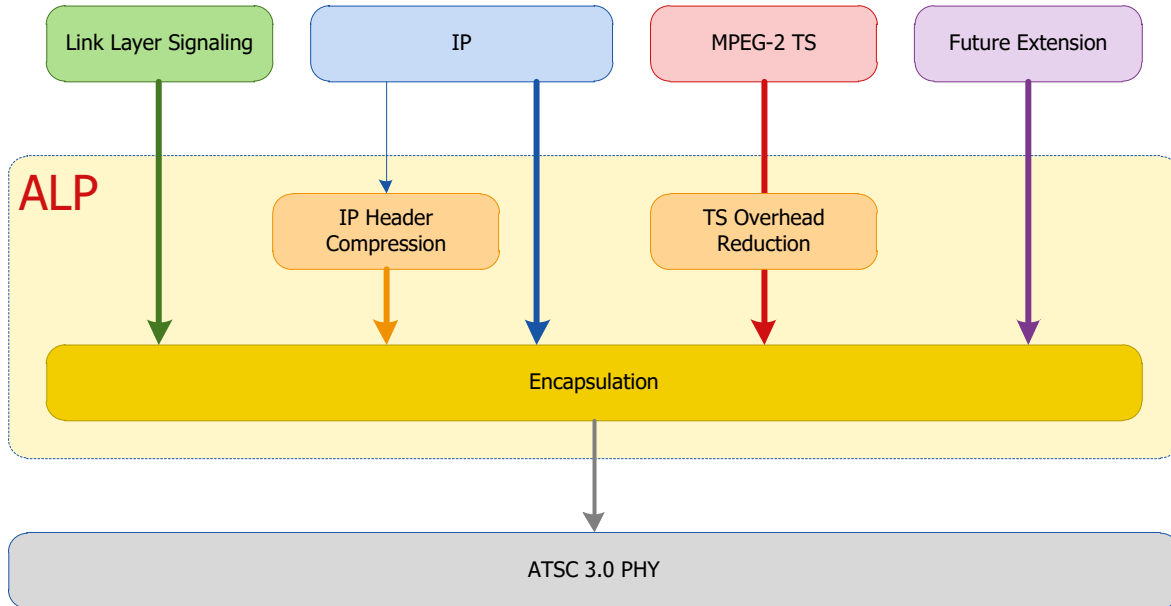 Link Layer Signaling
IP
MPEG-2 TS
Future Extension
ALP
IP Header
Compression
TS Overhead
Reduction
Encapsulation
ATSC 3.0 PHY